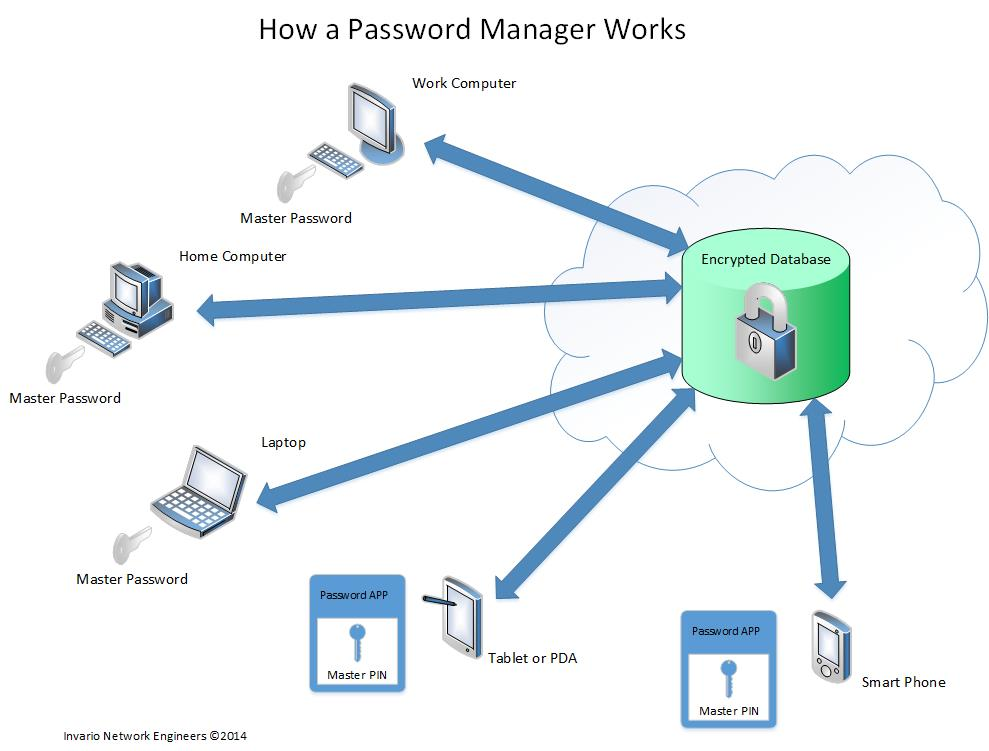 How a Password Manager Works
Work Computer
Master Password
Home Computer
Encrypted Database
Master Password
Laptop
Master Password
Password APP
Master PIN
Tablet or PDA
Password APP
Master PIN
Smart Phone
Invario Network Engineers ©2014